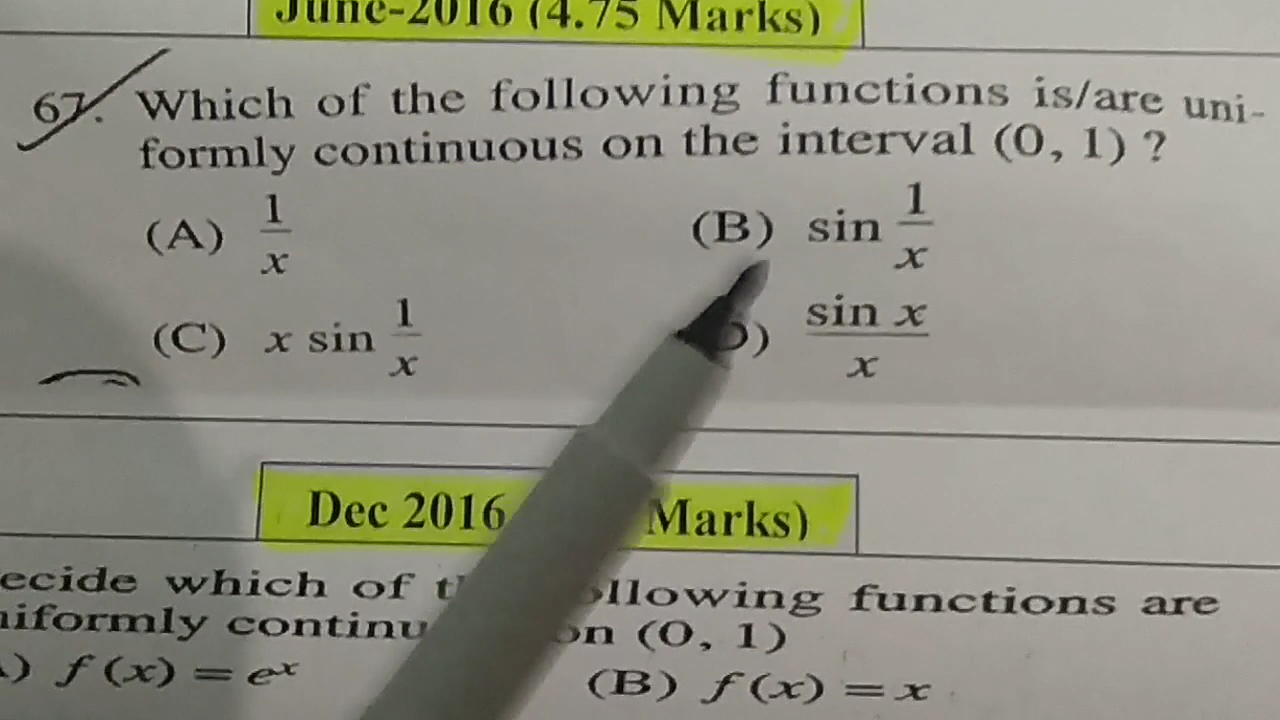 June-2016 (4.75 Marks)
67. Which of the following functions is/are uni-
formly continuous on the interval (0, 1) ?
(A) 1/x (B) sin 1/x
(C) x sin 1/x D) sin x/x
Dec 2016 Marks)
ecide which of t ollowing functions are
iformly continu on (0, 1)
) f(x) = eˣ (B) f(x) = x